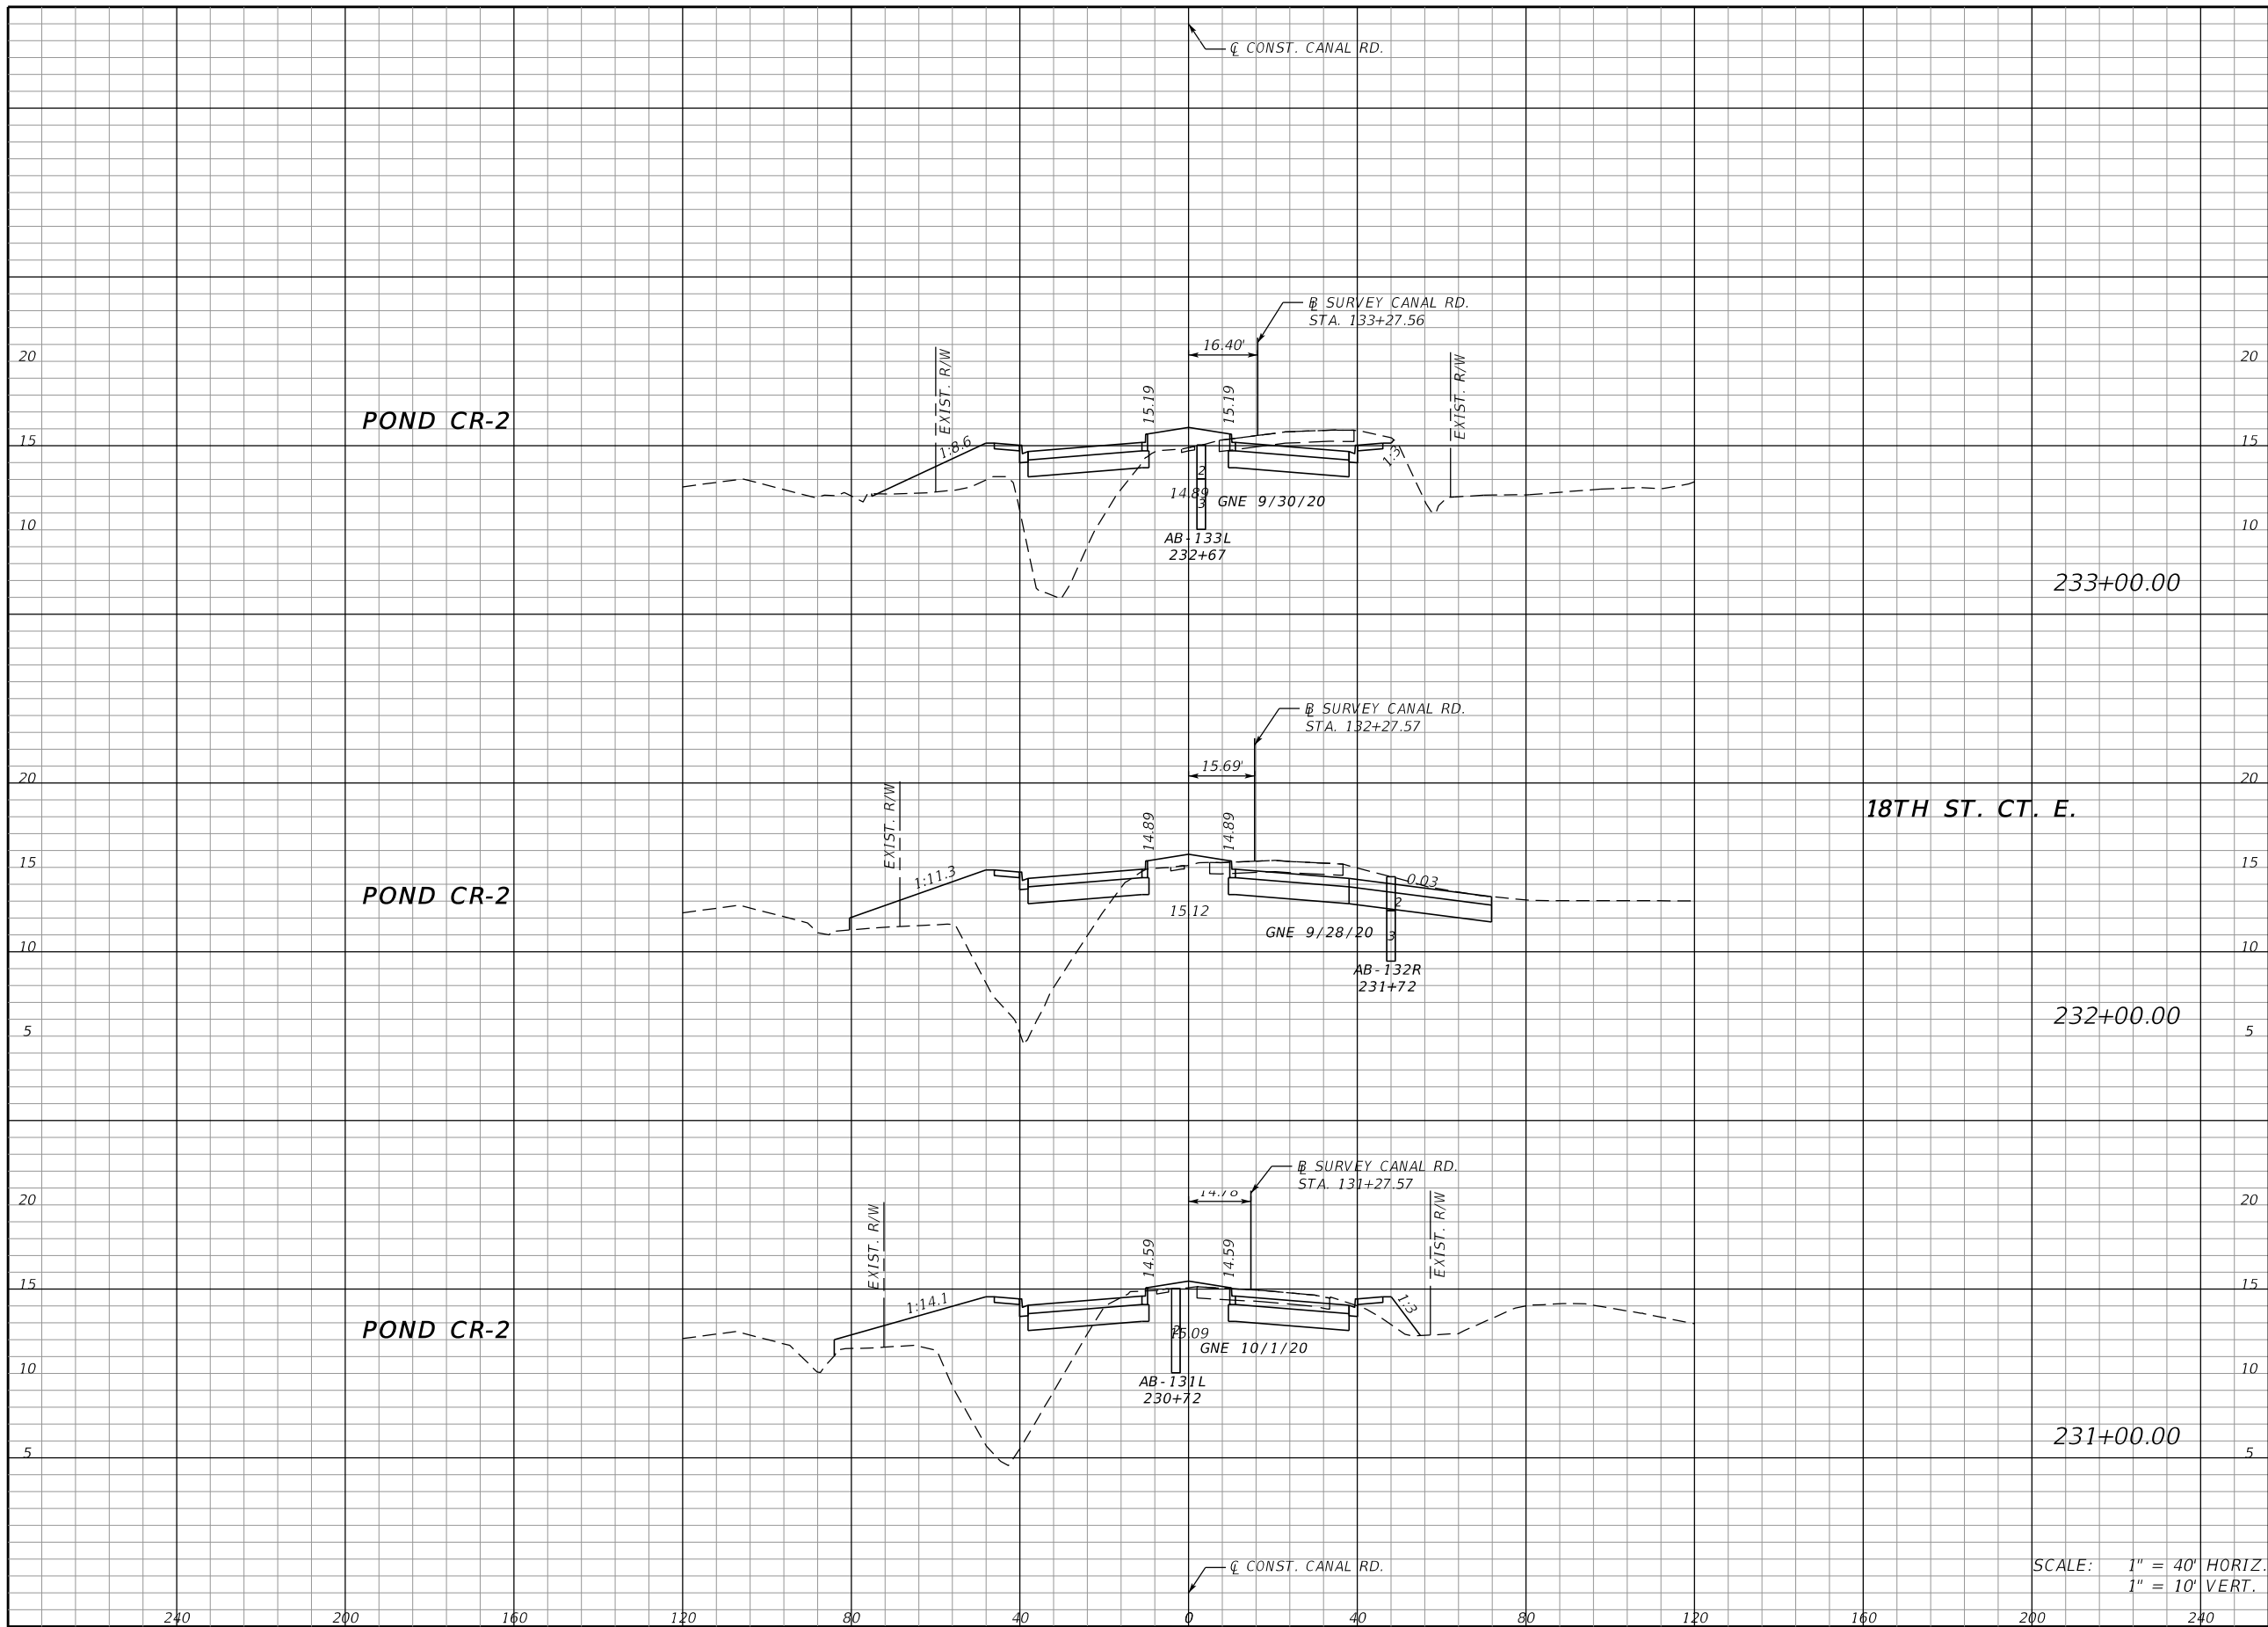 ℄ CONST. CANAL RD.
B̲L SURVEY CANAL RD.
STA. 133+27.56
16.40'
20
20
EXIST. R/W
EXIST. R/W
15.19
15.19
POND CR-2
15
15
1:8.6
1:3
2
14.89
3
GNE 9/30/20
10
10
AB-133L
232+67
233+00.00
BL SURVEY CANAL RD.
STA. 132+27.57
15.69'
20
20
18TH ST. CT. E.
EXIST. R/W
14.89
14.89
15
15
1:11.3
0.03
POND CR-2
2
15.12
GNE 9/28/20
3
10
10
AB-132R
231+72
232+00.00
5
5
BL SURVEY CANAL RD.
STA. 131+27.57
14.78
20
20
EXIST. R/W
EXIST. R/W
14.59
14.59
15
15
1:14.1
1:3
POND CR-2
2
15.09
GNE 10/1/20
10
10
AB-131L
230+72
231+00.00
5
5
℄ CONST. CANAL RD.
SCALE: 1" = 40' HORIZ.
1" = 10' VERT.
240 200 160 120 80 40 0 40 80 120 160 200 240